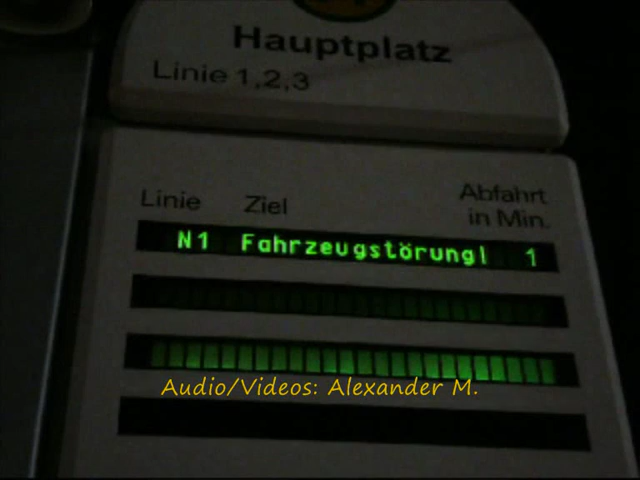 Hauptplatz
Linie 1,2,3
Linie Ziel Abfahrt in Min.
N1 Fahrzeugstörung! 1
Audio/Videos: Alexander M.